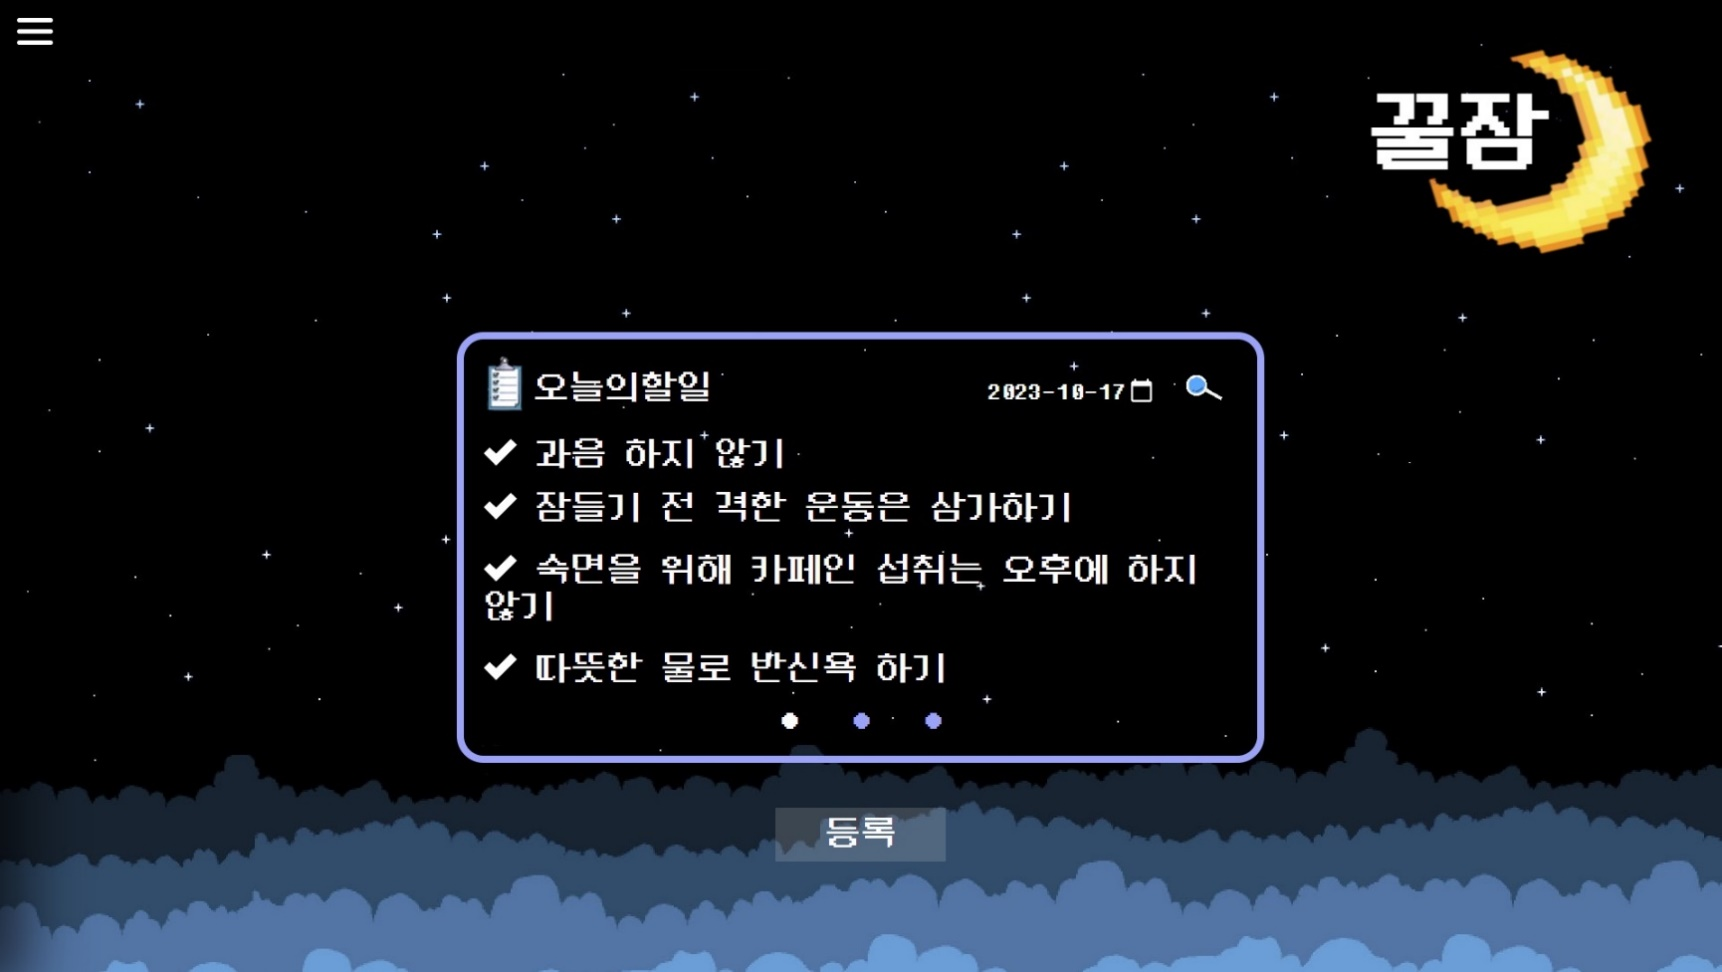 꿀잠
오늘의할일
2023-10-17
과음 하지 않기
잠들기 전 격한 운동은 삼가하기
숙면을 위해 카페인 섭취는 오후에 하지
않기
따뜻한 물로 반신욕 하기
등록